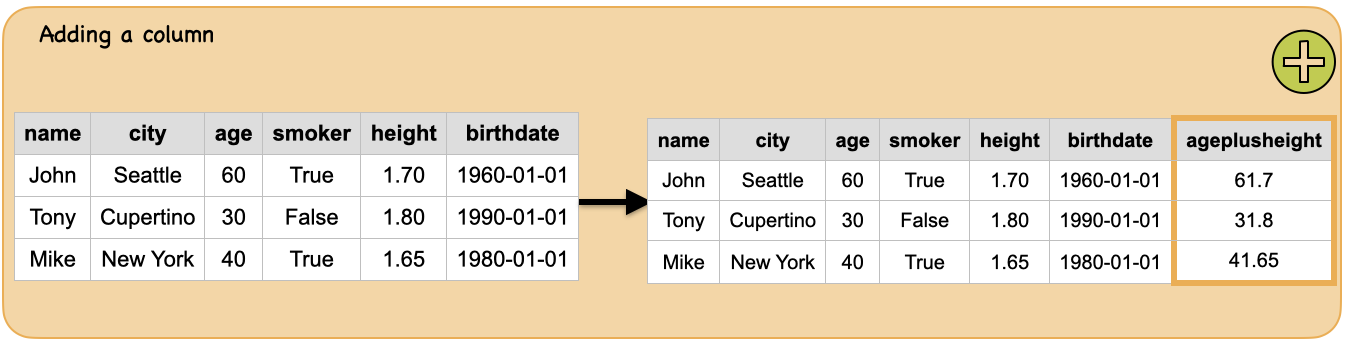 Adding a column
name city age smoker height birthdate
John Seattle 60 True 1.70 1960-01-01
Tony Cupertino 30 False 1.80 1990-01-01
Mike New York 40 True 1.65 1980-01-01
name city age smoker height birthdate ageplusheight
John Seattle 60 True 1.70 1960-01-01 61.7
Tony Cupertino 30 False 1.80 1990-01-01 31.8
Mike New York 40 True 1.65 1980-01-01 41.65